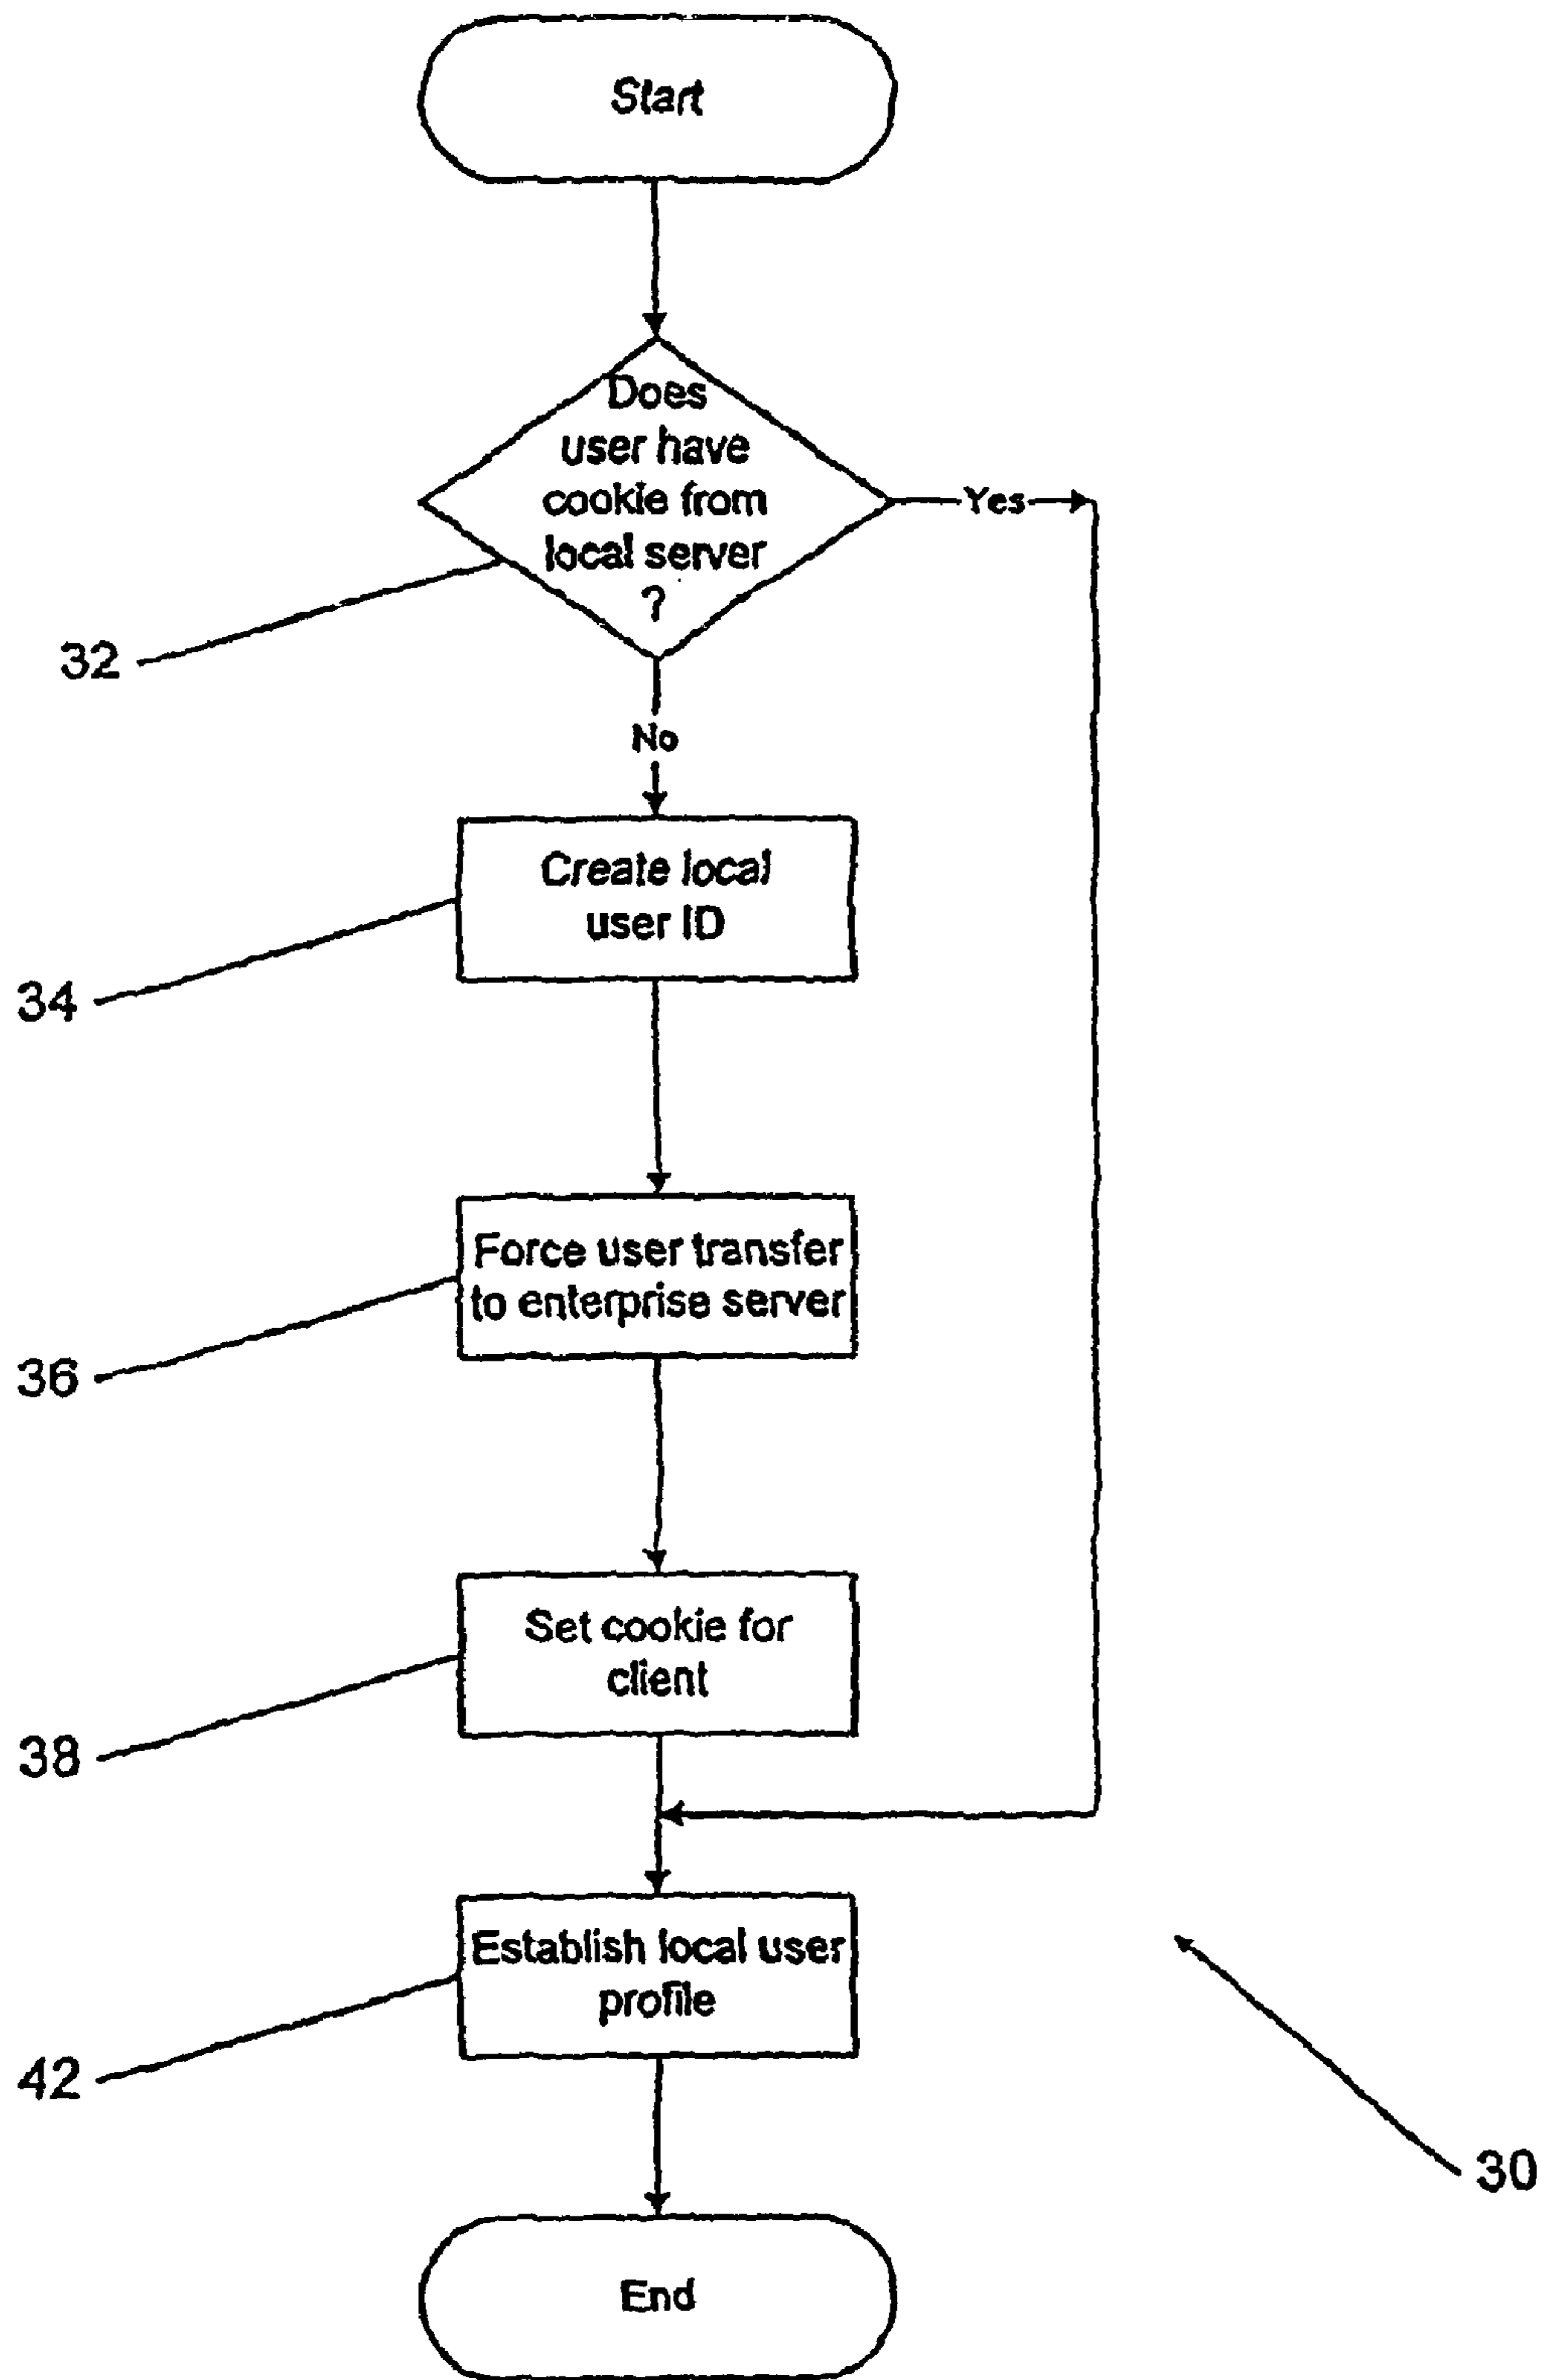 Start
Does
user have
cookie from
local server
?
Yes
32
No
Create local
user ID
34
Force user transfer
to enterprise server
36
Set cookie for
client
38
Establish local user
profile
42
30
End